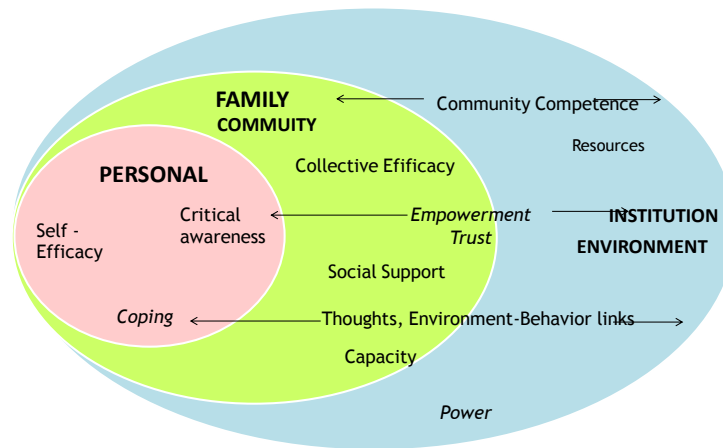 FAMILY
COMMUITY
Community Competence
Resources
PERSONAL
Collective Efificacy
Self -
Efficacy
Critical
awareness
Empowerment
Trust
INSTITUTION
ENVIRONMENT
Social Support
Coping
Thoughts, Environment-Behavior links
Capacity
Power